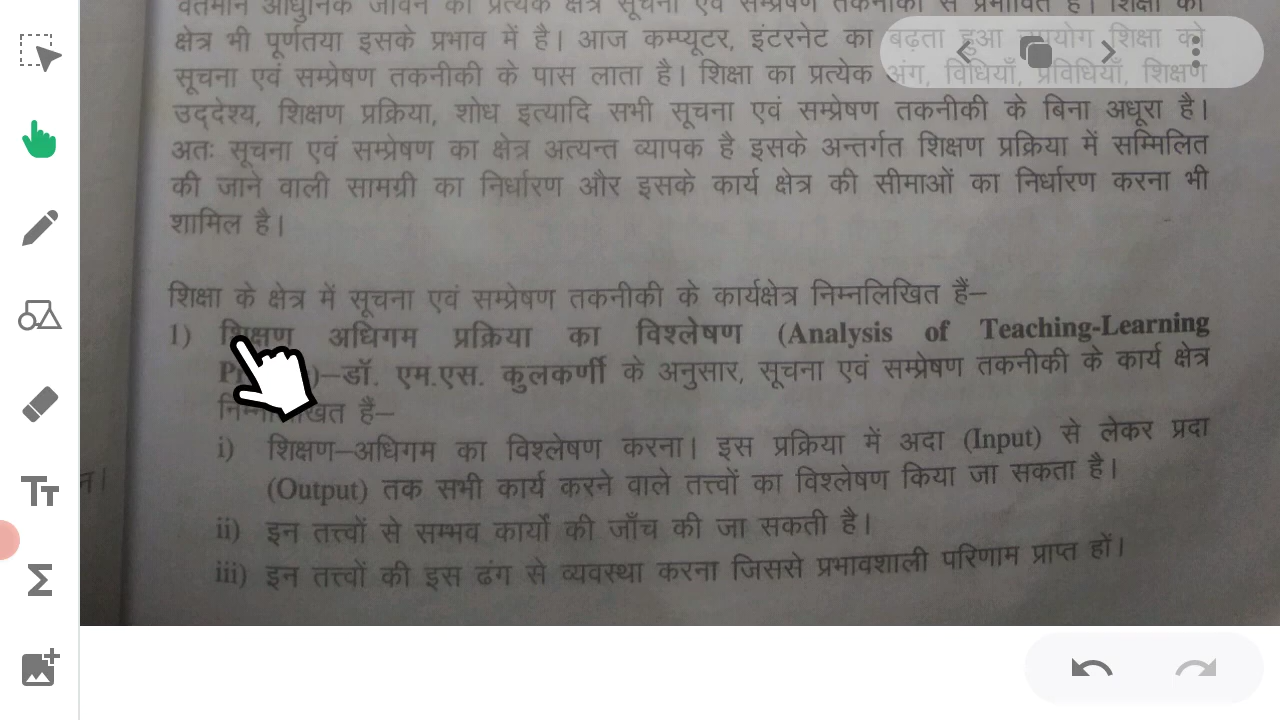 वर्तमान आधुनिक जीवन का प्रत्येक क्षेत्र सूचना एवं सम्प्रेषण तकनीकी से प्रभावित है। शिक्षा का
क्षेत्र भी पूर्णतया इसके प्रभाव में है। आज कम्प्यूटर, इंटरनेट का बढ़ता हुआ उपयोग शिक्षा को
सूचना एवं सम्प्रेषण तकनीकी के पास लाता है। शिक्षा का प्रत्येक अंग, विधियाँ, प्रविधियाँ, शिक्षण
उद्देश्य, शिक्षण प्रक्रिया, शोध इत्यादि सभी सूचना एवं सम्प्रेषण तकनीकी के बिना अधूरा है।
अतः सूचना एवं सम्प्रेषण का क्षेत्र अत्यन्त व्यापक है इसके अन्तर्गत शिक्षण प्रक्रिया में सम्मिलित
की जाने वाली सामग्री का निर्धारण और इसके कार्य क्षेत्र की सीमाओं का निर्धारण करना भी
शामिल है।
शिक्षा के क्षेत्र में सूचना एवं सम्प्रेषण तकनीकी के कार्यक्षेत्र निम्नलिखित हैं–
1) शिक्षण अधिगम प्रक्रिया का विश्लेषण (Analysis of Teaching-Learning
)–डॉ. एम.एस. कुलकर्णी के अनुसार, सूचना एवं सम्प्रेषण तकनीकी के कार्य क्षेत्र
निम्नलिखित हैं–
i) शिक्षण–अधिगम का विश्लेषण करना। इस प्रक्रिया में अदा (Input) से लेकर प्रदा
(Output) तक सभी कार्य करने वाले तत्त्वों का विश्लेषण किया जा सकता है।
ii) इन तत्त्वों से सम्भव कार्यों की जाँच की जा सकती है।
iii) इन तत्त्वों की इस ढंग से व्यवस्था करना जिससे प्रभावशाली परिणाम प्राप्त हों।